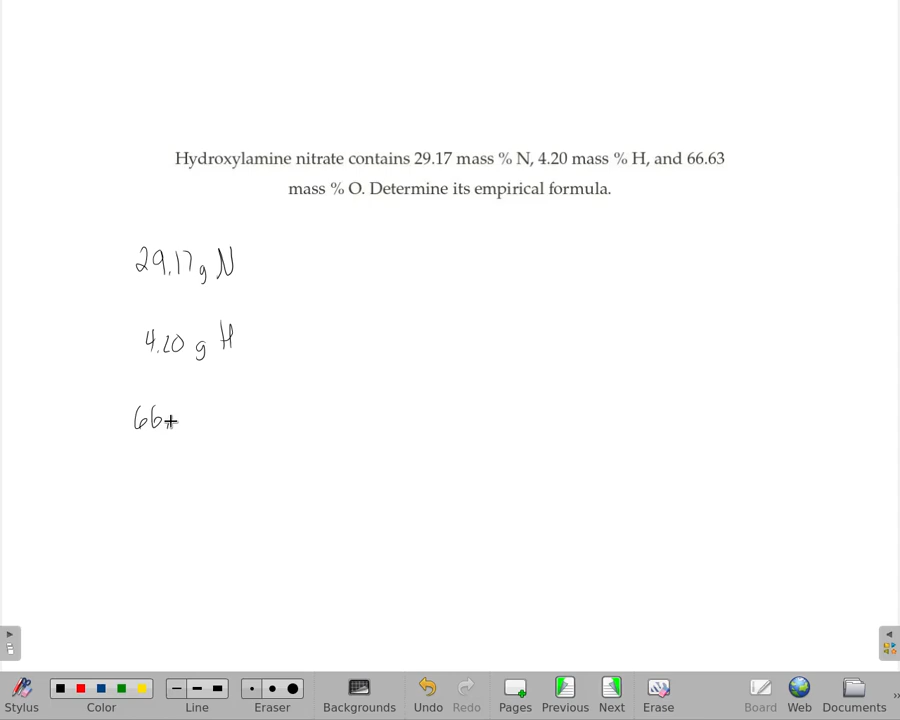 Hydroxylamine nitrate contains 29.17 mass % N, 4.20 mass % H, and 66.63
mass % O. Determine its empirical formula.
29.17 g N
4.20 g H
66
Stylus
Color
Line
Eraser
Backgrounds
Undo
Redo
Pages
Previous
Next
Erase
Board
Web
Documents